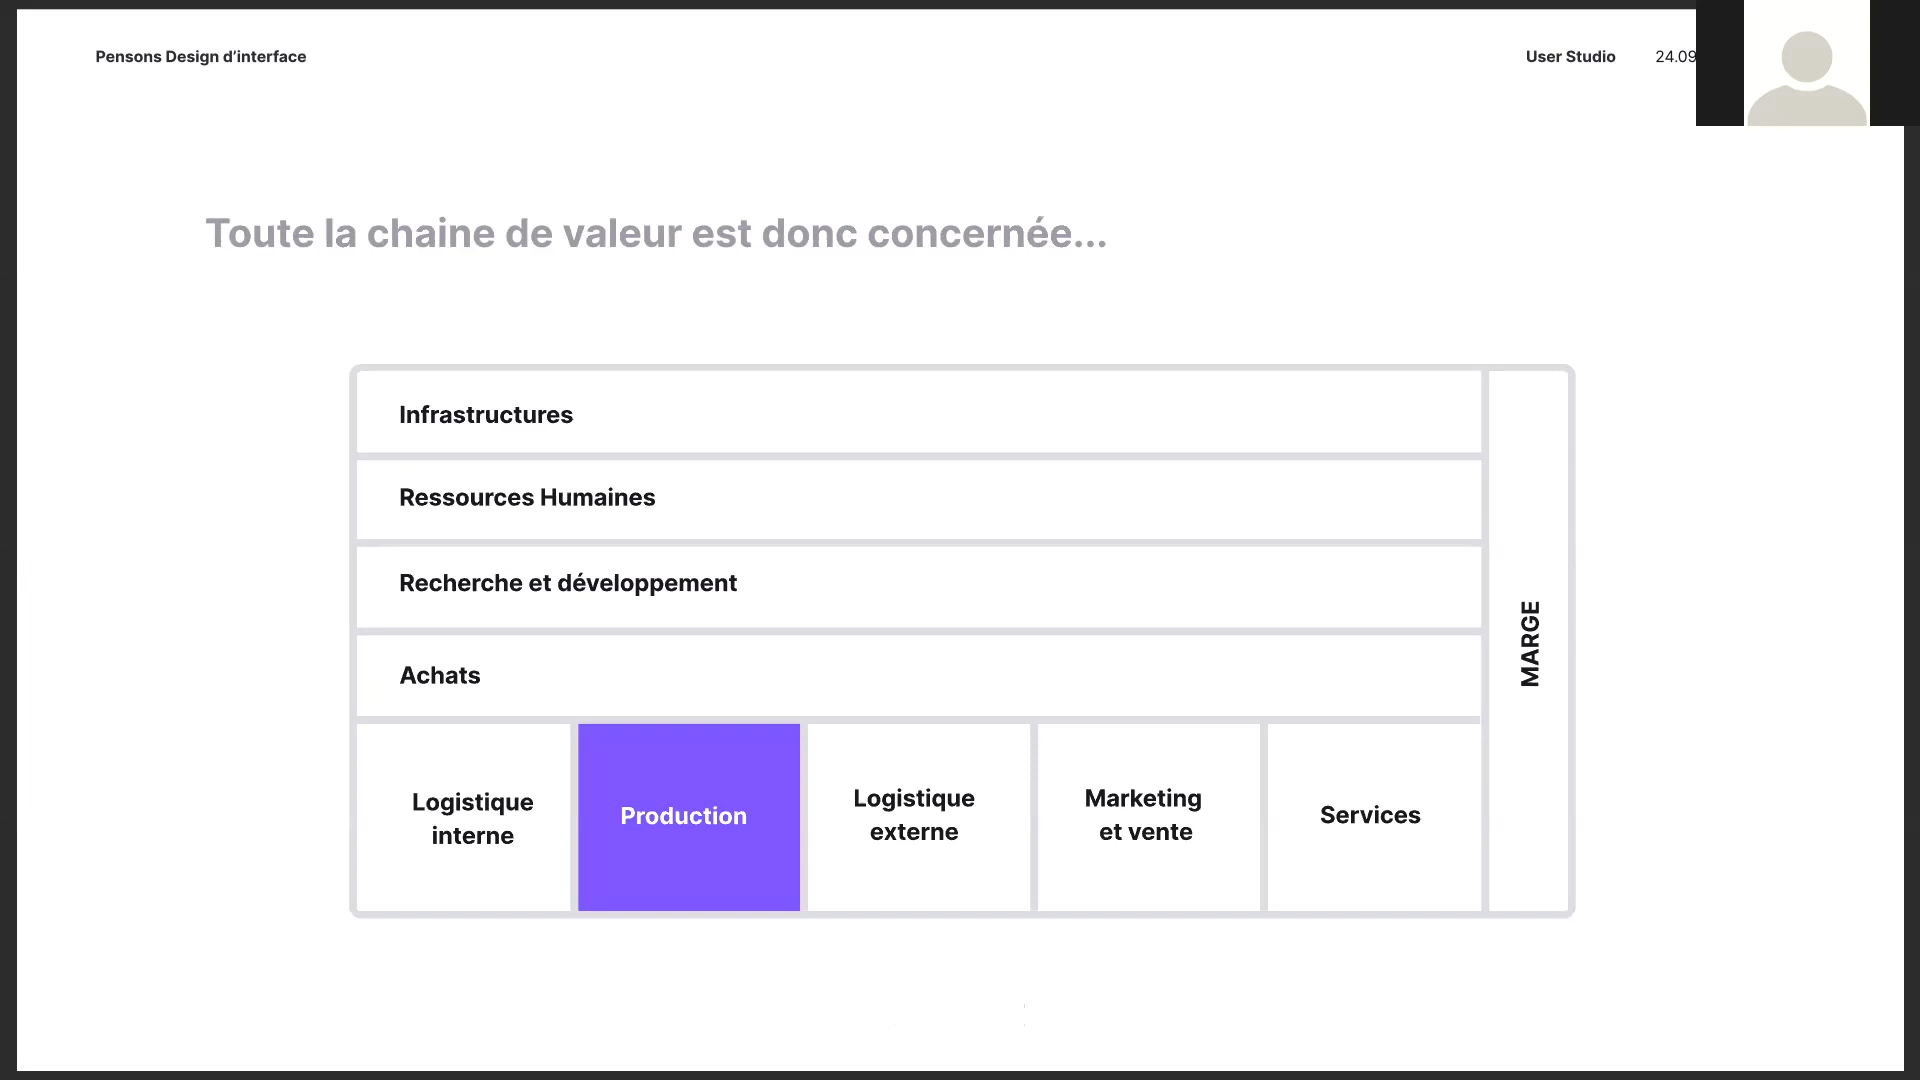 Pensons Design d’interface
User Studio
24.09
Toute la chaine de valeur est donc concernée...
Infrastructures
Ressources Humaines
Recherche et développement
Achats
MARGE
Logistique
interne
Production
Logistique
externe
Marketing
et vente
Services